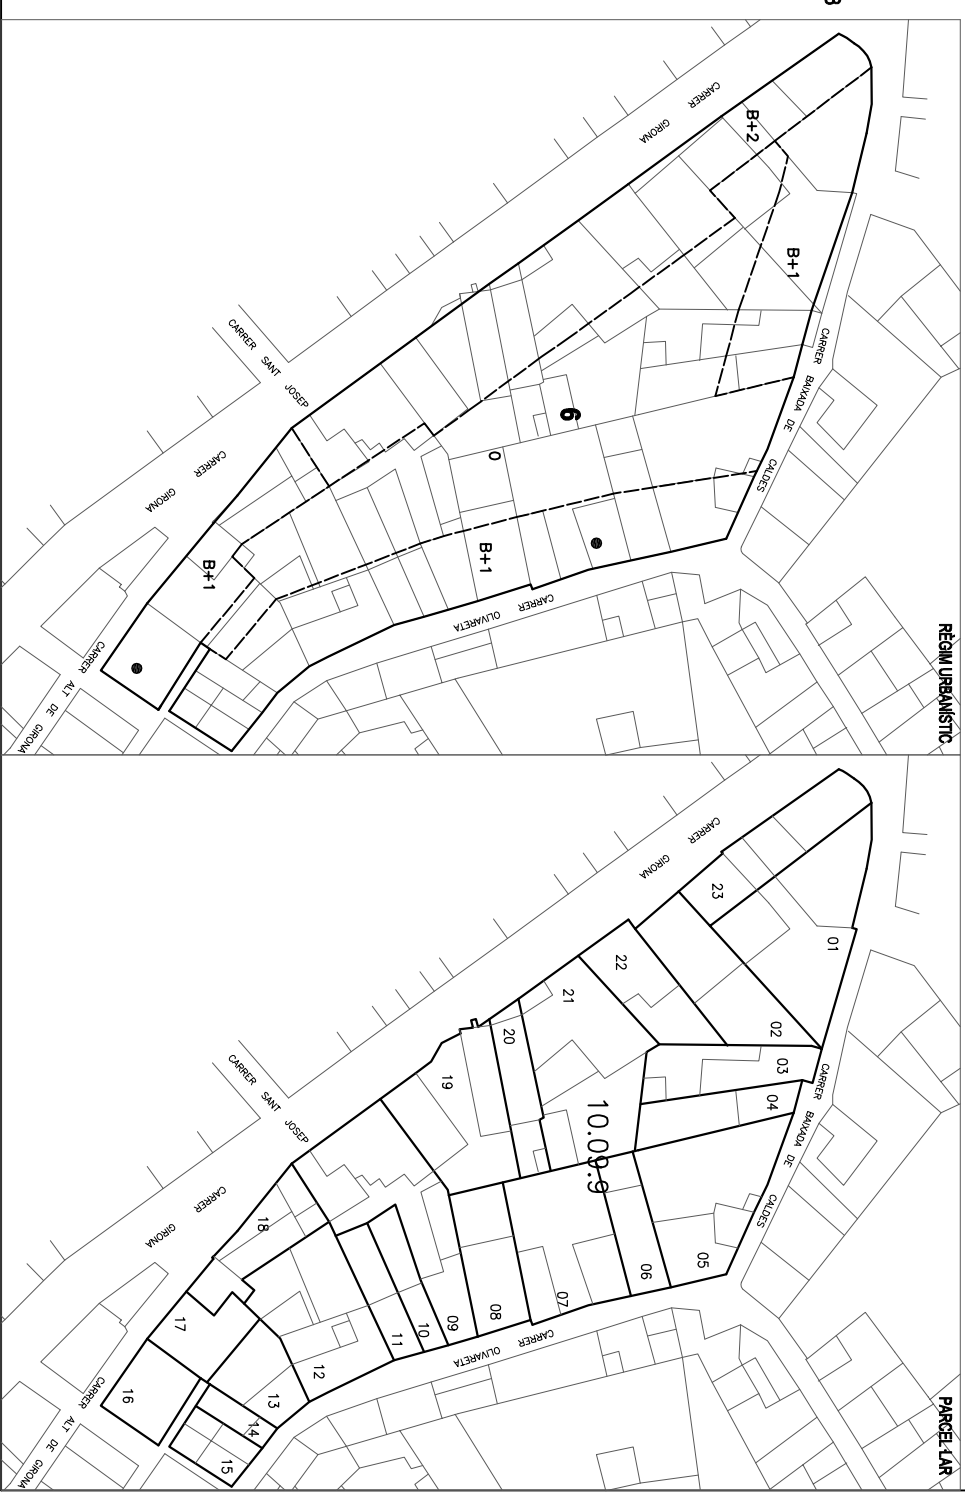 RÈGIM URBANÍSTIC
CARRER
GIRONA
B+2
B+1
CARRER
BAIXADA
DE
CALDES
CARRER
SANT
JOSEP
6
0
CARRER
GIRONA
B+1
B+1
CARRER
OLIVARETA
CARRER
ALT
DE
GIRONA
PARCEL·LAR
CARRER
GIRONA
23
01
22
21
02
20
03
19
04
CARRER
BAIXADA
DE
CALDES
CARRER
SANT
JOSEP
10.09.9
CARRER
GIRONA
18
05
06
07
08
09
10
11
12
13
14
15
16
17
CARRER
OLIVARETA
CARRER
ALT
DE
GIRONA